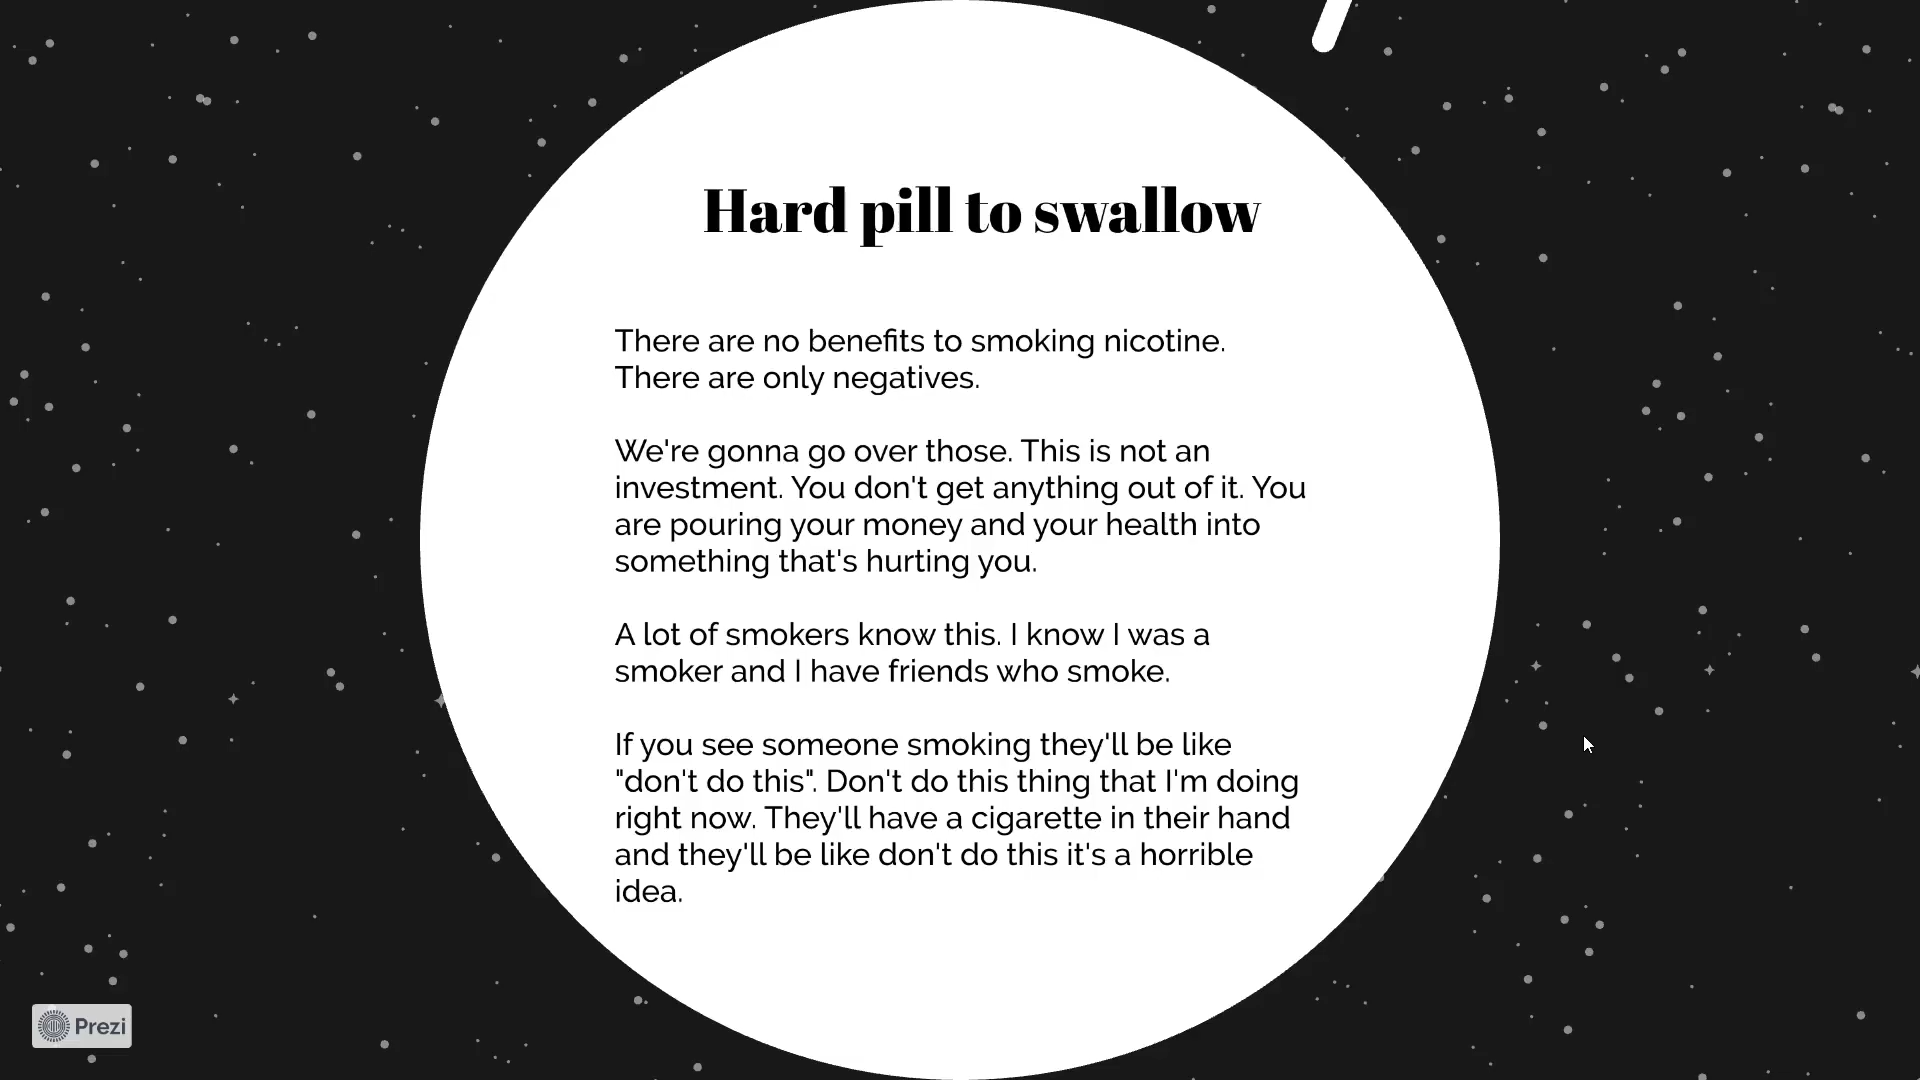 Hard pill to swallow
There are no benefits to smoking nicotine.
There are only negatives.
We're gonna go over those. This is not an
investment. You don't get anything out of it. You
are pouring your money and your health into
something that's hurting you.
A lot of smokers know this. I know I was a
smoker and I have friends who smoke.
If you see someone smoking they'll be like
"don't do this". Don't do this thing that I'm doing
right now. They'll have a cigarette in their hand
and they'll be like don't do this it's a horrible
idea.
Prezi